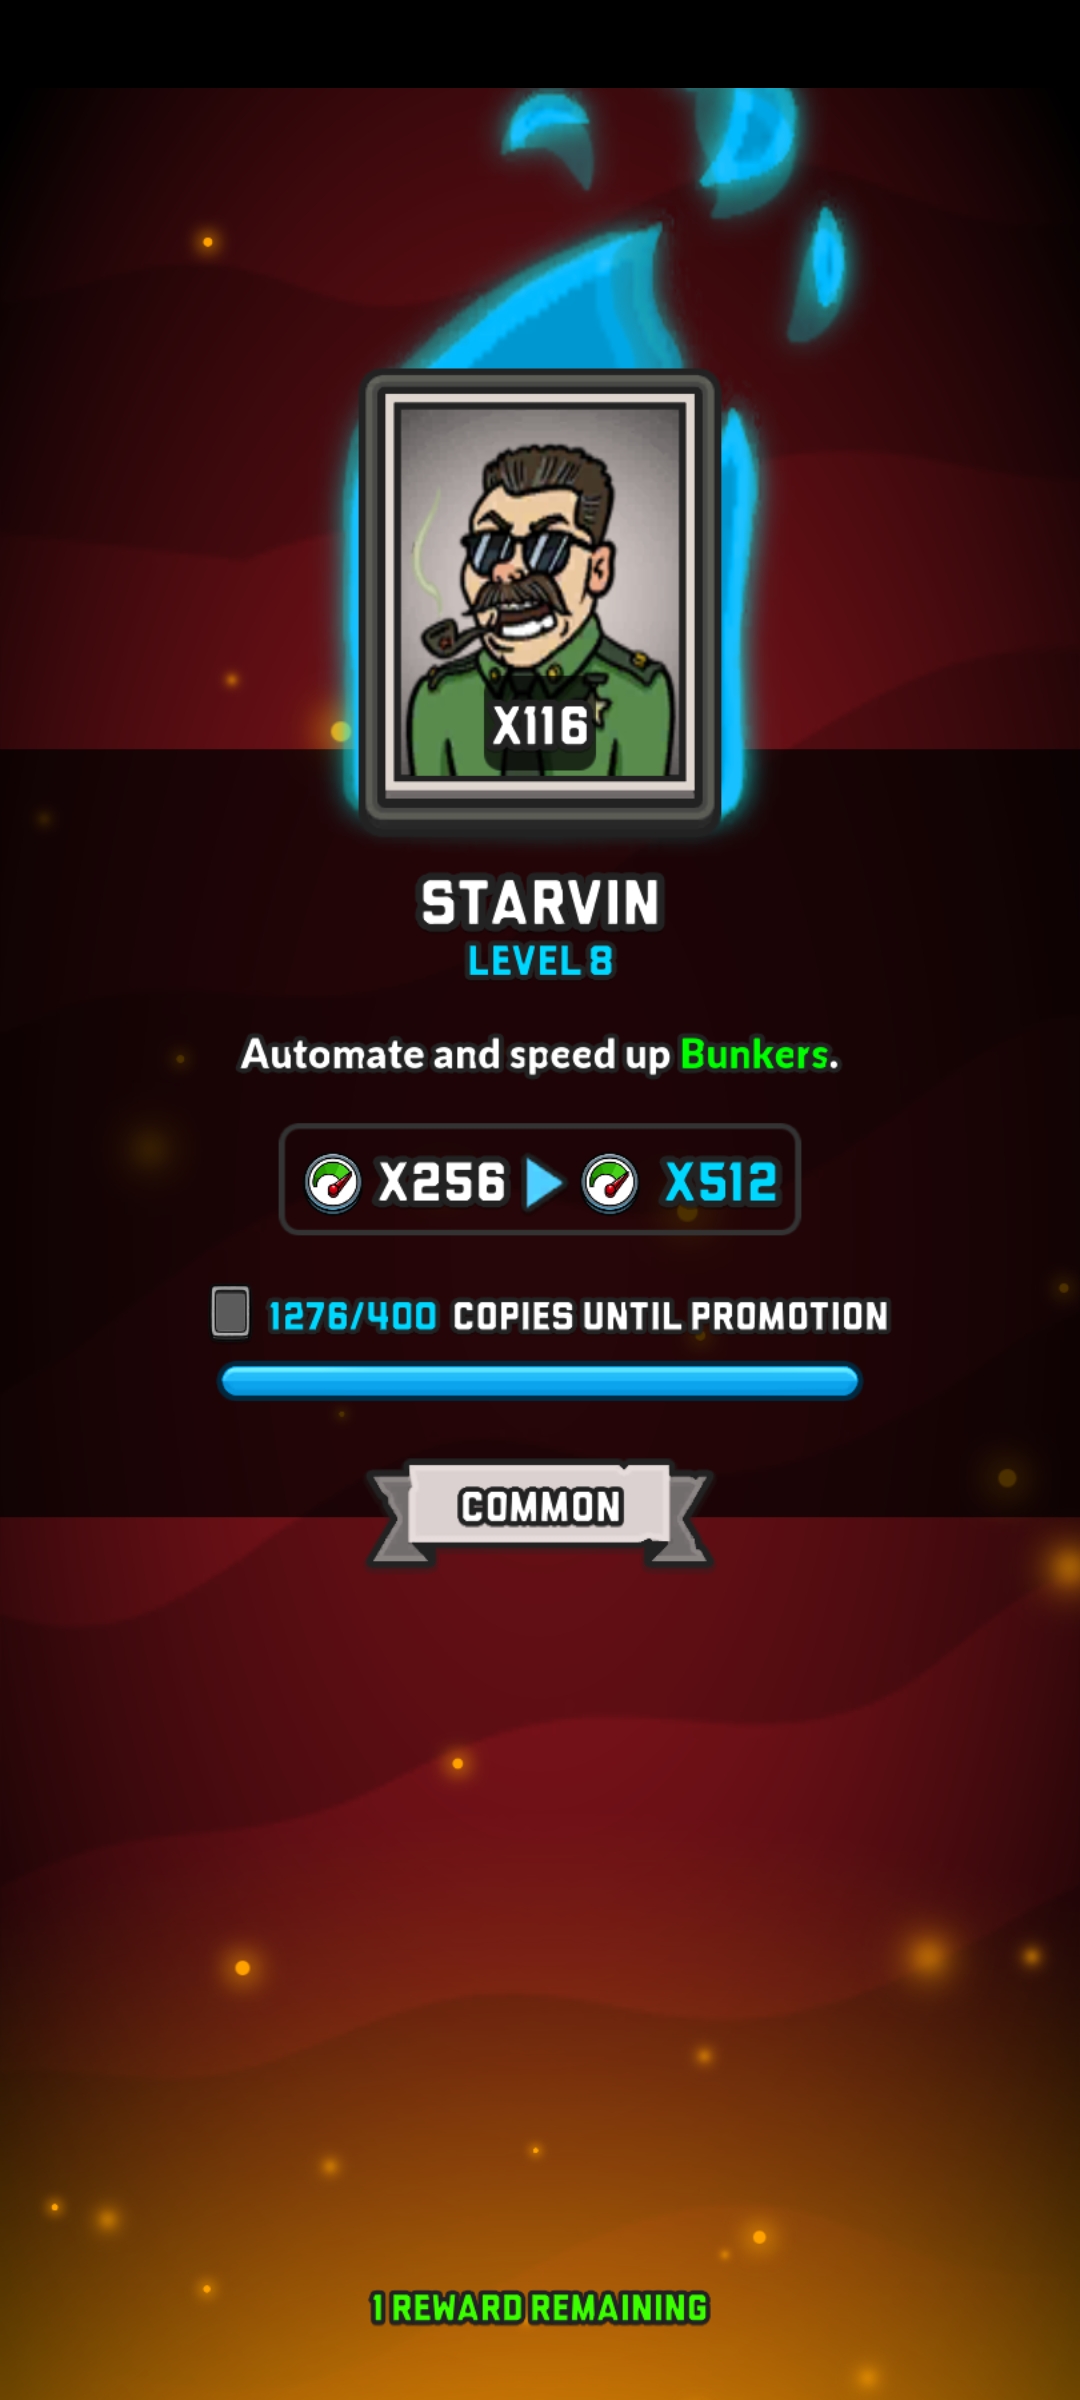 X116
STARVIN
LEVEL 8
Automate and speed up Bunkers.
X256 X512
1276/400 COPIES UNTIL PROMOTION
COMMON
1 REWARD REMAINING